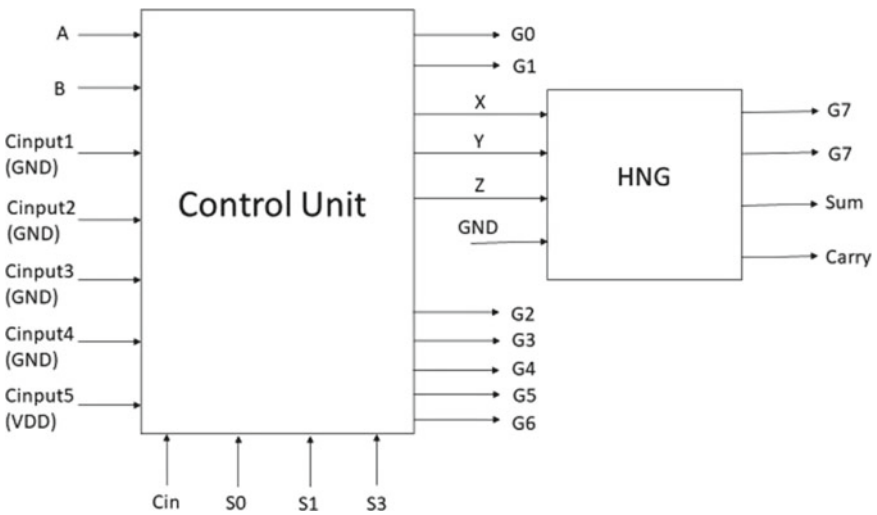 A
B
Cinput1
(GND)
Cinput2
(GND)
Cinput3
(GND)
Cinput4
(GND)
Cinput5
(VDD)
Control Unit
Cin
S0
S1
S3
G0
G1
X
Y
Z
GND
HNG
G7
G7
Sum
Carry
G2
G3
G4
G5
G6